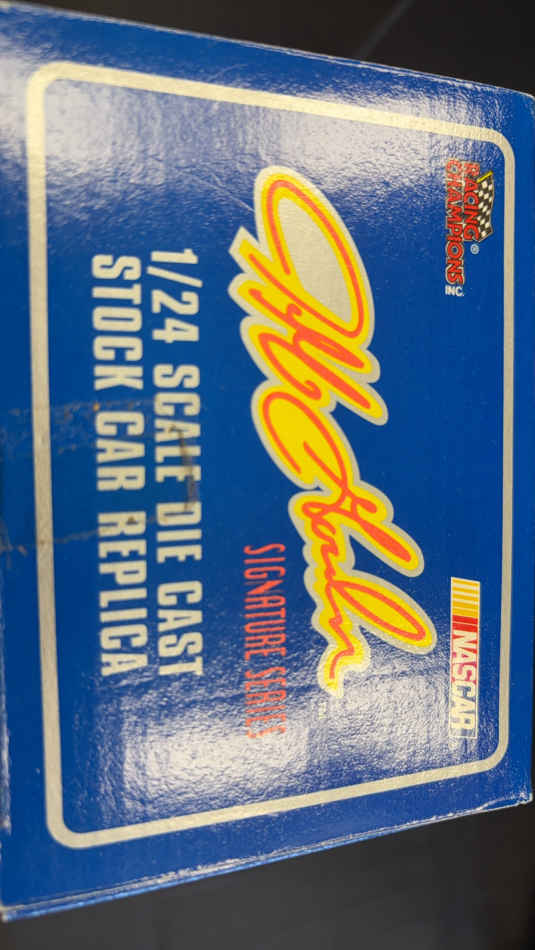 RACING
CHAMPIONS®
INC.
NASCAR
SIGNATURE SERIES
1/24 SCALE DIE CAST
STOCK CAR REPLICA